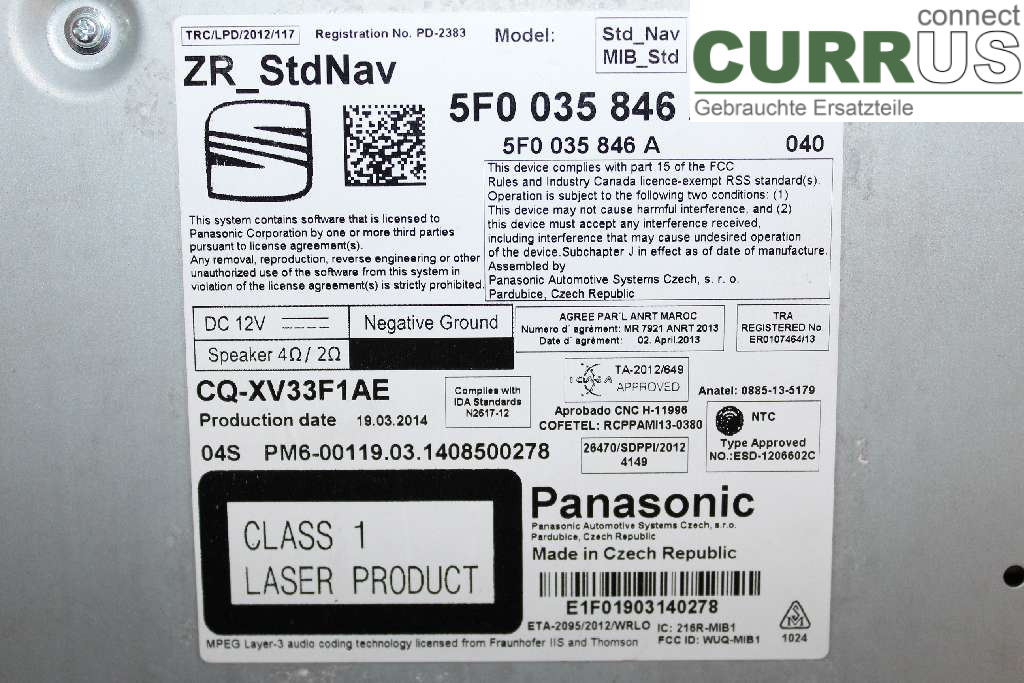 connect
CURRUS
Gebrauchte Ersatzteile
TRC/LPD/2012/117
Registration No. PD-2383
Model:
Std_Nav
MIB_Std
ZR_StdNav
5F0 035 846
5F0 035 846 A
040
This device complies with part 15 of the FCC
Rules and Industry Canada licence-exempt RSS standard(s).
Operation is subject to the following two conditions: (1)
This device may not cause harmful interference, and (2)
this device must accept any interference received,
including interference that may cause undesired operation
of the device.Subchapter J in effect as of date of manufacture.
Assembled by
Panasonic Automotive Systems Czech, s. r. o.
Pardubice, Czech Republic
This system contains software that is licensed to
Panasonic Corporation by one or more third parties
pursuant to license agreement(s).
Any removal, reproduction, reverse engineering or other
unauthorized use of the software from this system in
violation of the license agreement(s) is strictly prohibited.
DC 12V
Negative Ground
Speaker 4Ω/ 2Ω
AGREE PAR'L ANRT MAROC
Numero d' agrément: MR 7921 ANRT 2013
Date d' agrément: 02. April.2013
TRA
REGISTERED No
ER0107464/13
CQ-XV33F1AE
Production date 19.03.2014
Complies with
IDA Standards
N2617-12
ICASA
TA-2012/649
APPROVED
Anatel: 0885-13-5179
Aprobado CNC H-11996
COFETEL: RCPPAMI13-0380
NTC
Type Approved
NO.:ESD-1206602C
04S PM6-00119.03.1408500278
26470/SDPPI/2012
4149
CLASS 1
LASER PRODUCT
Panasonic
Panasonic Automotive Systems Czech, s.r.o.
Pardubice, Czech Republic
Made in Czech Republic
E1F01903140278
ETA-2095/2012/WRLO
IC: 216R-MIB1
FCC ID: WUQ-MIB1
1024
MPEG Layer-3 audio coding technology licensed from Fraunhofer IIS and Thomson